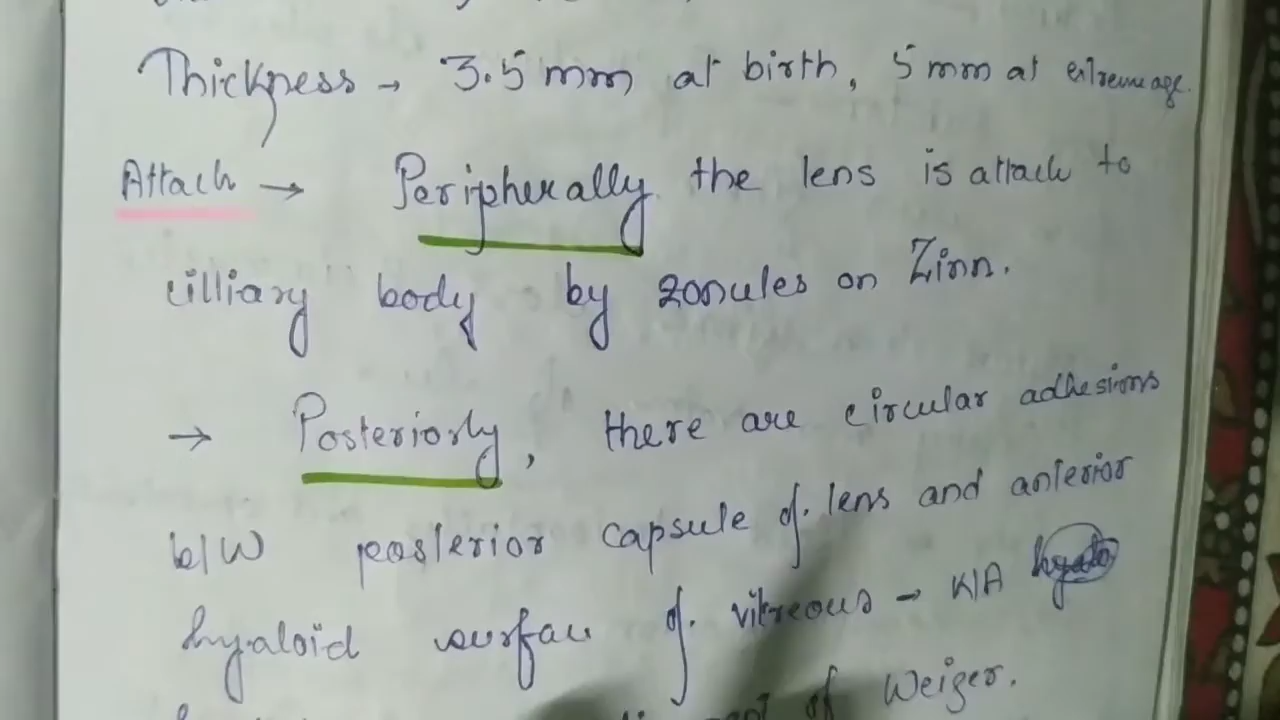 Thickness → 3.5 mm at birth, 5 mm at extreme age.
Attach → Peripherally the lens is attach to
cilliary body by zonules on Zinn.
→ Posteriorly, there are circular adhesions
b/w posterior capsule of lens and anterior
hyaloid surface of vitreous → K/A
of Weiger.